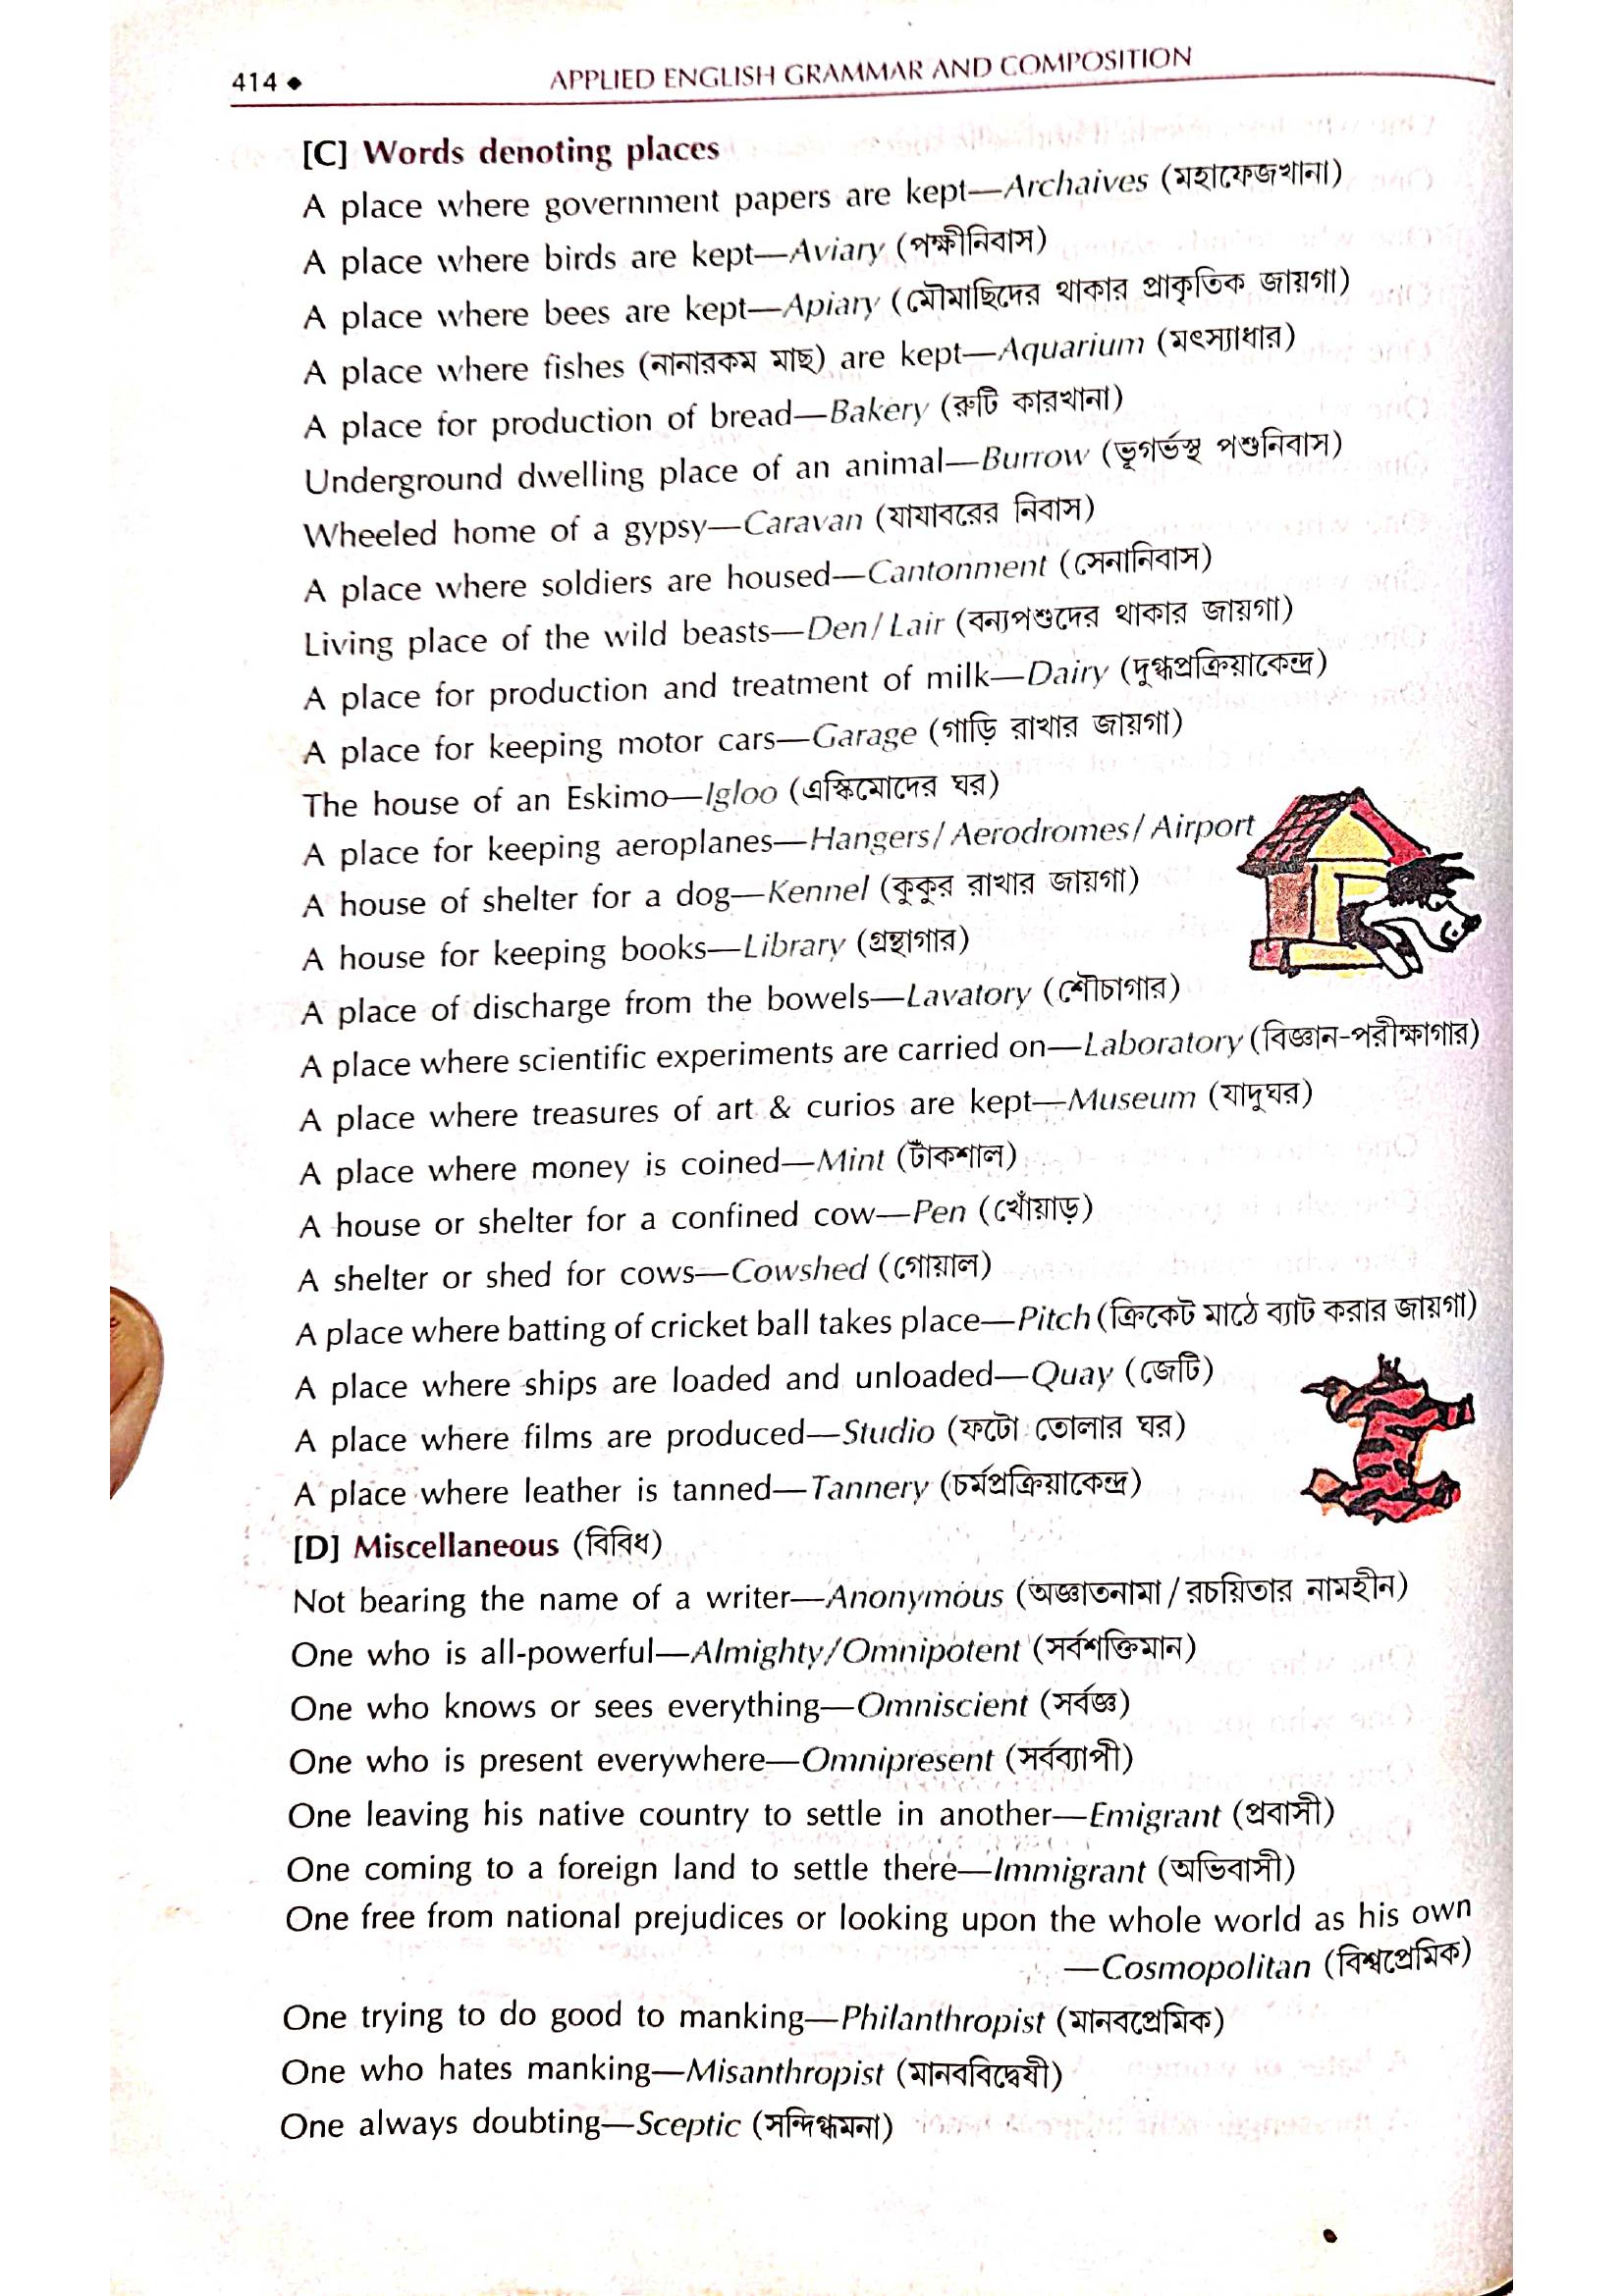 414 ◆ APPLIED ENGLISH GRAMMAR AND COMPOSITION
[C] Words denoting places
A place where government papers are kept—Archaives (মহাফেজখানা)
A place where birds are kept—Aviary (পক্ষীনিবাস)
A place where bees are kept—Apiary (মৌমাছিদের থাকার প্রাকৃতিক জায়গা)
A place where fishes (নানারকম মাছ) are kept—Aquarium (মৎস্যাধার)
A place for production of bread—Bakery (রুটি কারখানা)
Underground dwelling place of an animal—Burrow (ভূগর্ভস্থ পশুনিবাস)
Wheeled home of a gypsy—Caravan (যাযাবরের নিবাস)
A place where soldiers are housed—Cantonment (সেনানিবাস)
Living place of the wild beasts—Den/ Lair (বন্যপশুদের থাকার জায়গা)
A place for production and treatment of milk—Dairy (দুগ্ধপ্রক্রিয়াকেন্দ্র)
A place for keeping motor cars—Garage (গাড়ি রাখার জায়গা)
The house of an Eskimo—Igloo (এস্কিমোদের ঘর)
A place for keeping aeroplanes—Hangers/ Aerodromes/ Airport
A house of shelter for a dog—Kennel (কুকুর রাখার জায়গা)
A house for keeping books—Library (গ্রন্থাগার)
A place of discharge from the bowels—Lavatory (শৌচাগার)
A place where scientific experiments are carried on—Laboratory (বিজ্ঞান-পরীক্ষাগার)
A place where treasures of art & curios are kept—Museum (যাদুঘর)
A place where money is coined—Mint (টাঁকশাল)
A house or shelter for a confined cow—Pen (খোঁয়াড়)
A shelter or shed for cows—Cowshed (গোয়াল)
A place where batting of cricket ball takes place—Pitch (ক্রিকেট মাঠে ব্যাট করার জায়গা)
A place where ships are loaded and unloaded—Quay (জেটি)
A place where films are produced—Studio (ফটো তোলার ঘর)
A place where leather is tanned—Tannery (চর্মপ্রক্রিয়াকেন্দ্র)
[D] Miscellaneous (বিবিধ)
Not bearing the name of a writer—Anonymous (অজ্ঞাতনামা / রচয়িতার নামহীন)
One who is all-powerful—Almighty/Omnipotent (সর্বশক্তিমান)
One who knows or sees everything—Omniscient (সর্বজ্ঞ)
One who is present everywhere—Omnipresent (সর্বব্যাপী)
One leaving his native country to settle in another—Emigrant (প্রবাসী)
One coming to a foreign land to settle there—Immigrant (অভিবাসী)
One free from national prejudices or looking upon the whole world as his own
—Cosmopolitan (বিশ্বপ্রেমিক)
One trying to do good to manking—Philanthropist (মানবপ্রেমিক)
One who hates manking—Misanthropist (মানববিদ্বেষী)
One always doubting—Sceptic (সন্দিগ্ধমনা)